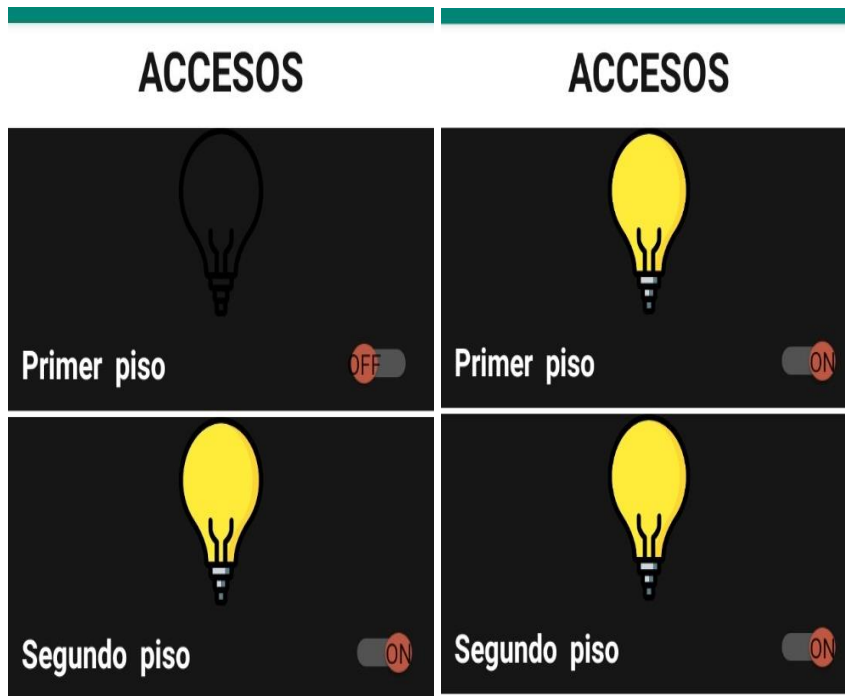 ACCESOS
Primer piso
OFF
Segundo piso
ON
ACCESOS
Primer piso
ON
Segundo piso
ON